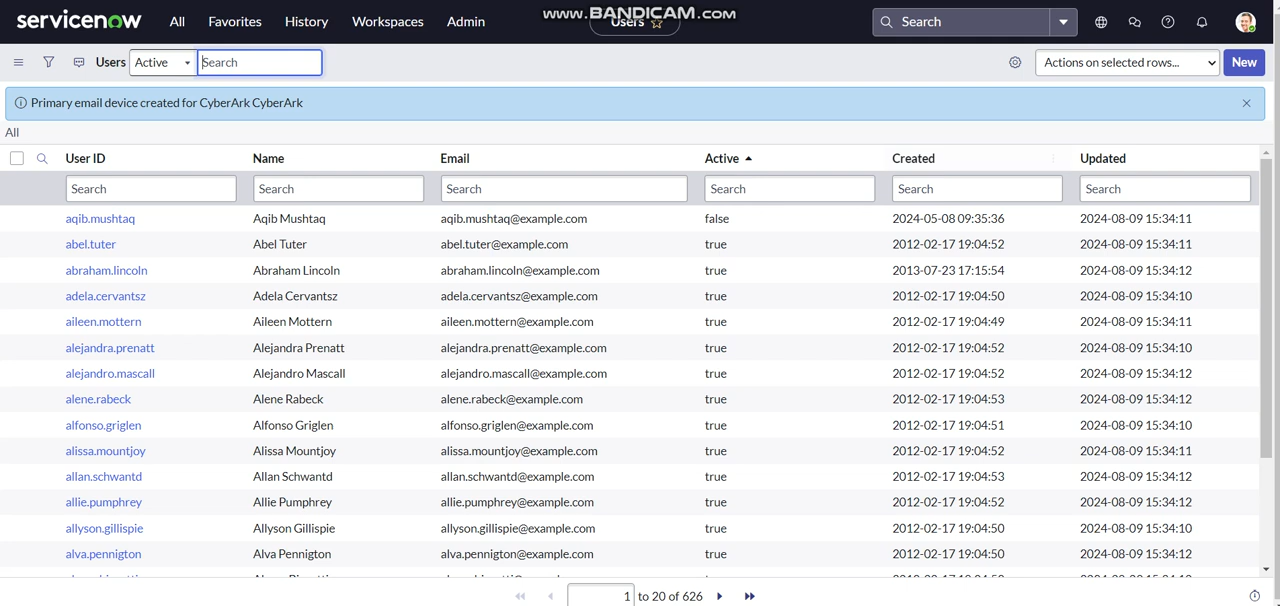 servicenow All Favorites History Workspaces Admin www.BANDICAM.com Users Search
Users Active Search Actions on selected rows... New
Primary email device created for CyberArk CyberArk
All
User ID Name Email Active Created Updated
Search Search Search Search Search Search
aqib.mushtaq Aqib Mushtaq aqib.mushtaq@example.com false 2024-05-08 09:35:36 2024-08-09 15:34:11
abel.tuter Abel Tuter abel.tuter@example.com true 2012-02-17 19:04:52 2024-08-09 15:34:11
abraham.lincoln Abraham Lincoln abraham.lincoln@example.com true 2013-07-23 17:15:54 2024-08-09 15:34:12
adela.cervantsz Adela Cervantsz adela.cervantsz@example.com true 2012-02-17 19:04:50 2024-08-09 15:34:10
aileen.mottern Aileen Mottern aileen.mottern@example.com true 2012-02-17 19:04:49 2024-08-09 15:34:11
alejandra.prenatt Alejandra Prenatt alejandra.prenatt@example.com true 2012-02-17 19:04:52 2024-08-09 15:34:10
alejandro.mascall Alejandro Mascall alejandro.mascall@example.com true 2012-02-17 19:04:52 2024-08-09 15:34:12
alene.rabeck Alene Rabeck alene.rabeck@example.com true 2012-02-17 19:04:53 2024-08-09 15:34:12
alfonso.griglen Alfonso Griglen alfonso.griglen@example.com true 2012-02-17 19:04:51 2024-08-09 15:34:10
alissa.mountjoy Alissa Mountjoy alissa.mountjoy@example.com true 2012-02-17 19:04:52 2024-08-09 15:34:11
allan.schwantd Allan Schwantd allan.schwantd@example.com true 2012-02-17 19:04:53 2024-08-09 15:34:12
allie.pumphrey Allie Pumphrey allie.pumphrey@example.com true 2012-02-17 19:04:52 2024-08-09 15:34:12
allyson.gillispie Allyson Gillispie allyson.gillispie@example.com true 2012-02-17 19:04:50 2024-08-09 15:34:10
alva.pennigton Alva Pennigton alva.pennigton@example.com true 2012-02-17 19:04:50 2024-08-09 15:34:12
1 to 20 of 626